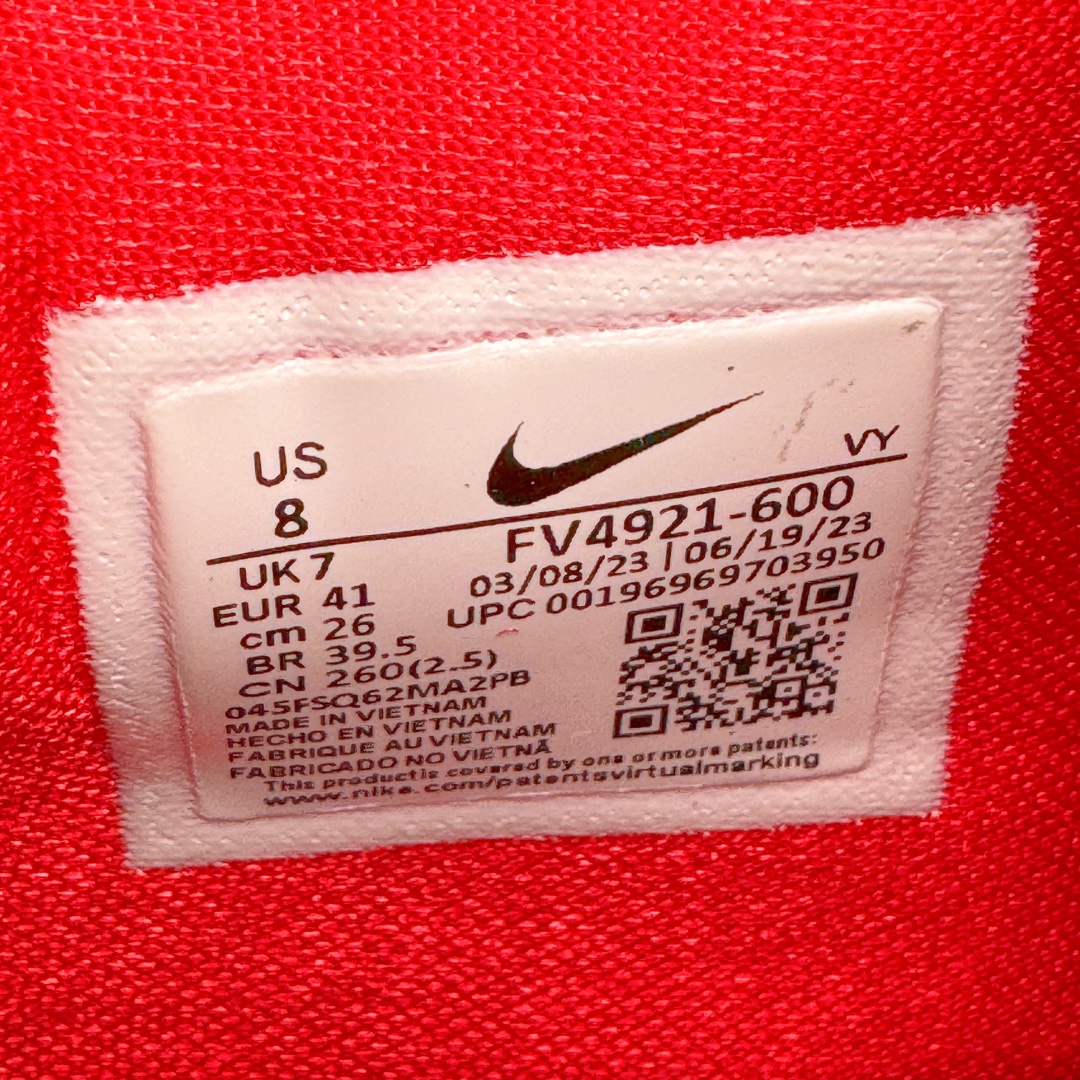 US
8
VY
FV4921-600
03/08/23 | 06/19/23
UPC 00196969703950
UK 7
EUR 41
cm 26
BR 39.5
CN 260(2.5)
045FSQ62MA2PB
MADE IN VIETNAM
HECHO EN VIETNAM
FABRIQUE AU VIETNAM
FABRICADO NO VIETNÃ
This product is covered by one or more patents:
www.nike.com/patentsvirtualmarking